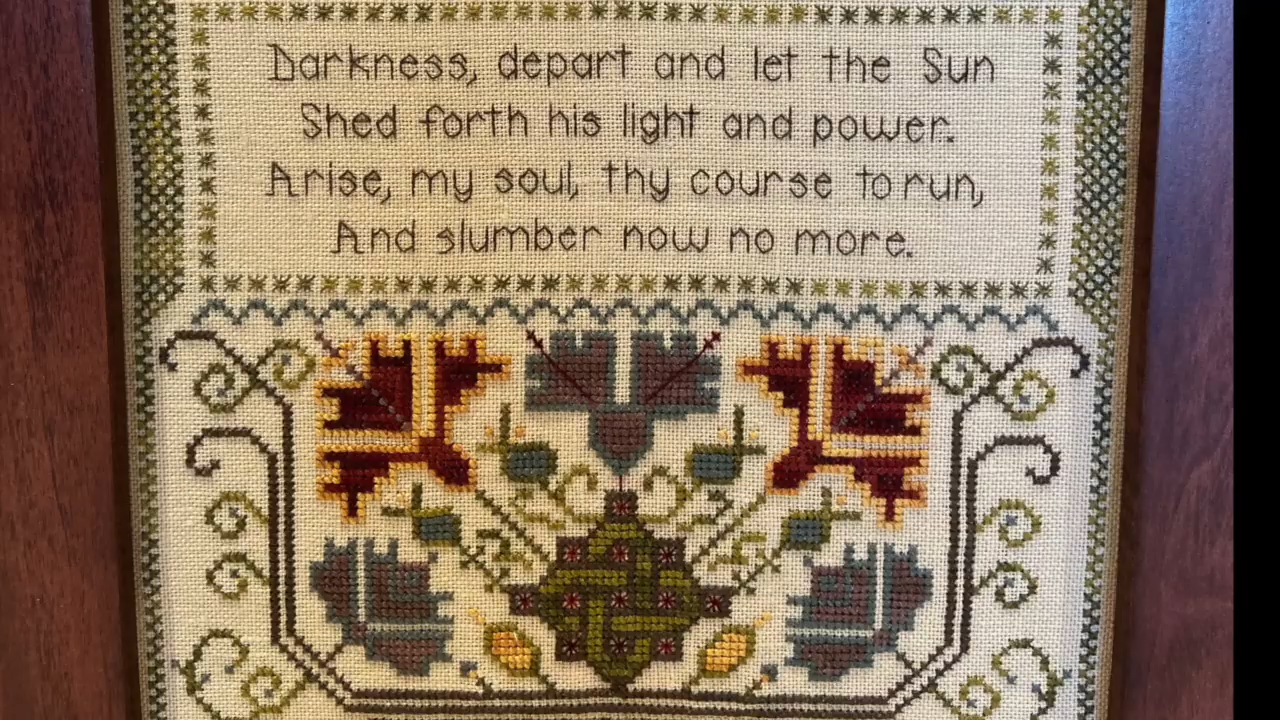 Darkness, depart and let the Sun
Shed forth his light and power.
Arise, my soul, thy course to run,
And slumber now no more.